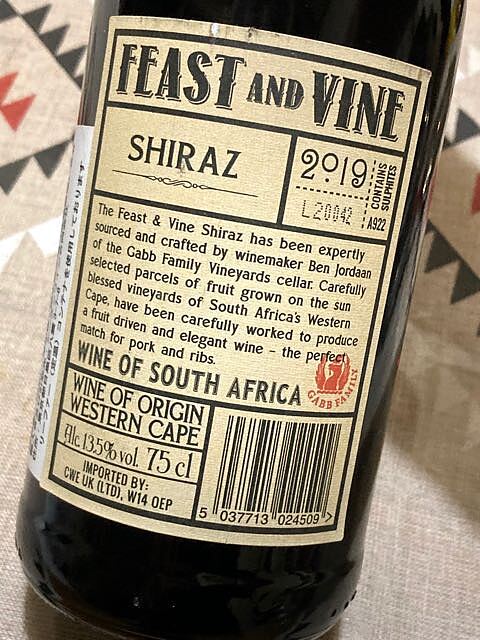 FEAST AND VINE
SHIRAZ
2019
CONTAINS
SULPHITES
L20042
A922
The Feast & Vine Shiraz has been expertly
sourced and crafted by winemaker Ben Jordaan
of the Gabb Family Vineyards cellar. Carefully
selected parcels of fruit grown on the sun
blessed vineyards of South Africa's Western
Cape, have been carefully worked to produce
a fruit driven and elegant wine – the perfect
match for pork and ribs.
WINE OF SOUTH AFRICA
GABB FAMILY
WINE OF ORIGIN
WESTERN CAPE
Alc 13.5% vol. 75 cl
IMPORTED BY:
CWE UK (LTD), W14 OEP
5 037713 024509 >